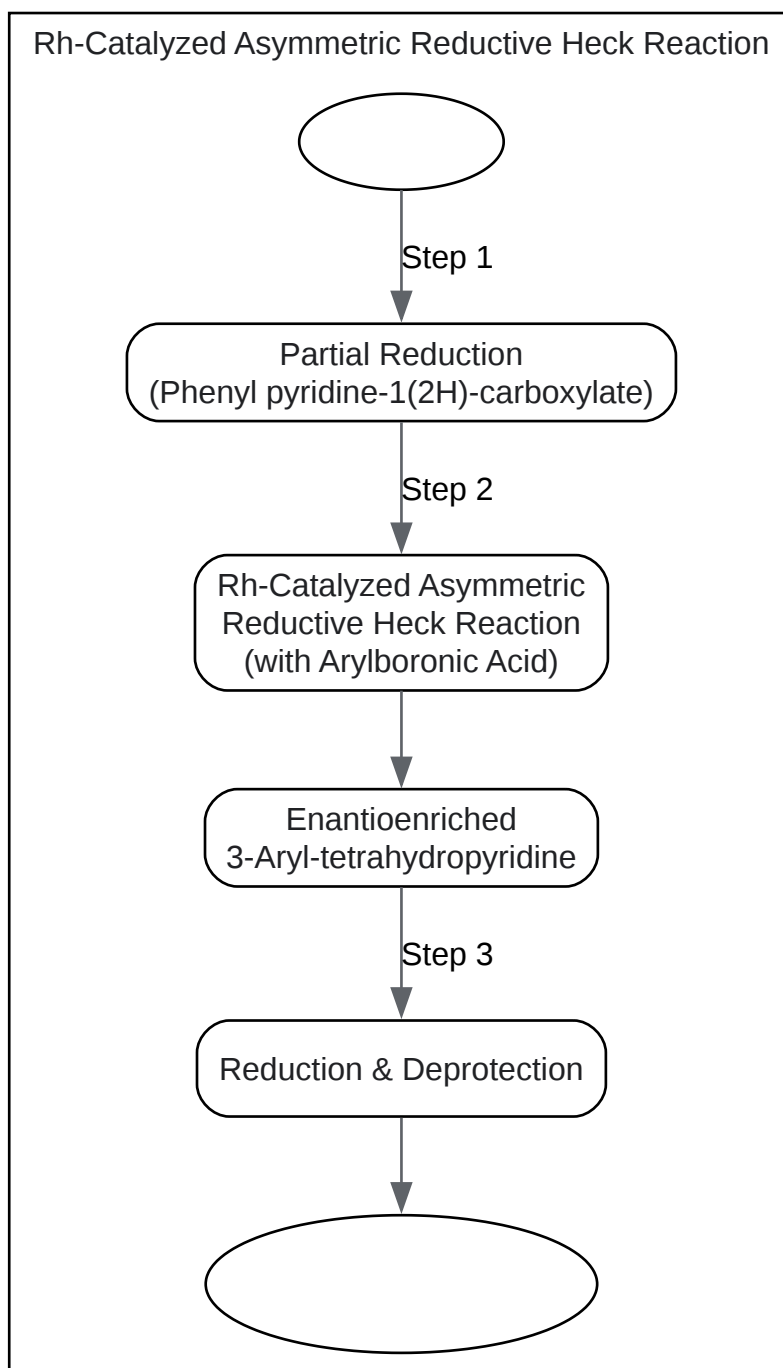 Rh-Catalyzed Asymmetric Reductive Heck Reaction
Step 1
Partial Reduction
(Phenyl pyridine-1(2H)-carboxylate)
Step 2
Rh-Catalyzed Asymmetric
Reductive Heck Reaction
(with Arylboronic Acid)
Enantioenriched
3-Aryl-tetrahydropyridine
Step 3
Reduction & Deprotection